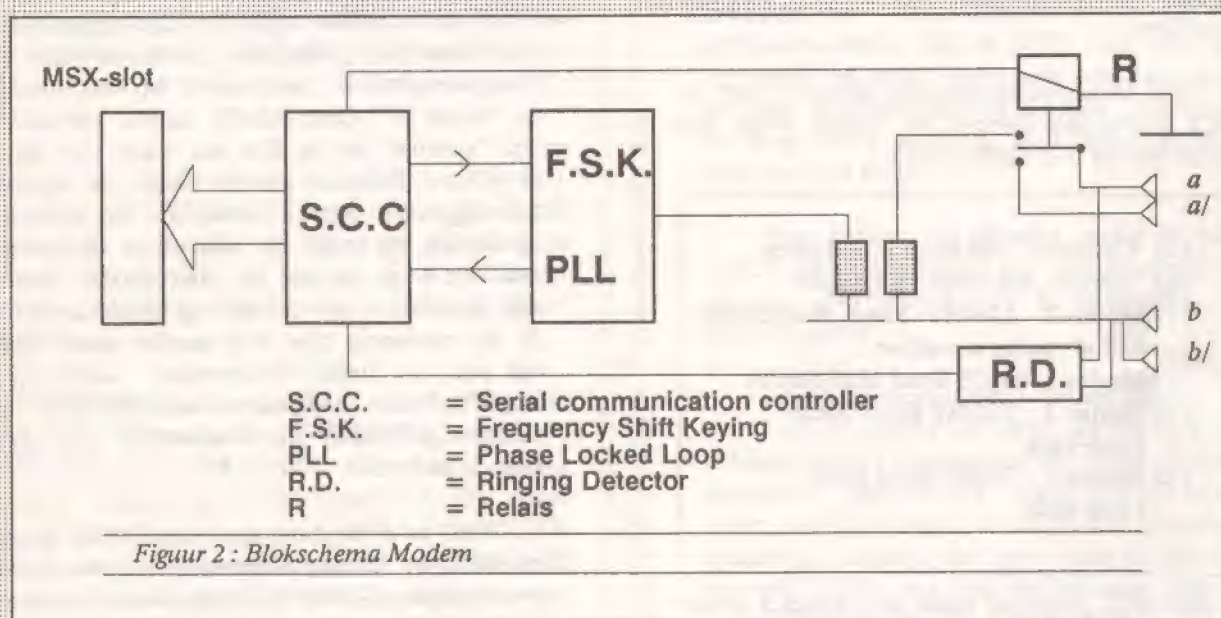 MSX-slot
R
F.S.K.
S.C.C
PLL
a
a/
b
b/
R.D.
S.C.C. = Serial communication controller
F.S.K. = Frequency Shift Keying
PLL = Phase Locked Loop
R.D. = Ringing Detector
R = Relais
Figuur 2 : Blokschema Modem